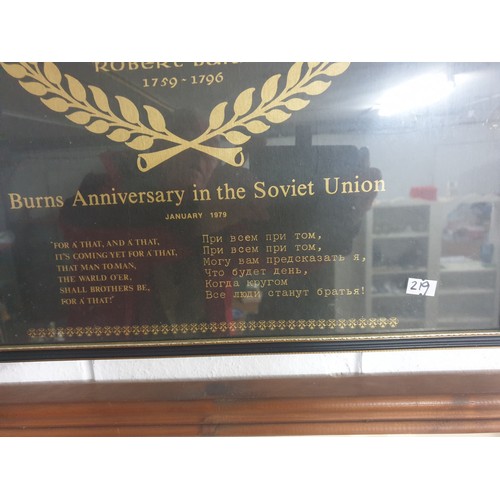 ROBERT
1759-1796
Burns Anniversary in the Soviet Union
JANUARY 1979
'FOR A' THAT, AND A' THAT,
IT'S COMING YET FOR A' THAT,
THAT MAN TO MAN,
THE WARLD O'ER,
SHALL BROTHERS BE,
FOR A' THAT!'
При всем при том,
При всем при том,
Могу вам предсказать я,
Что будет день,
Когда кругом
Все люди станут братья!
219